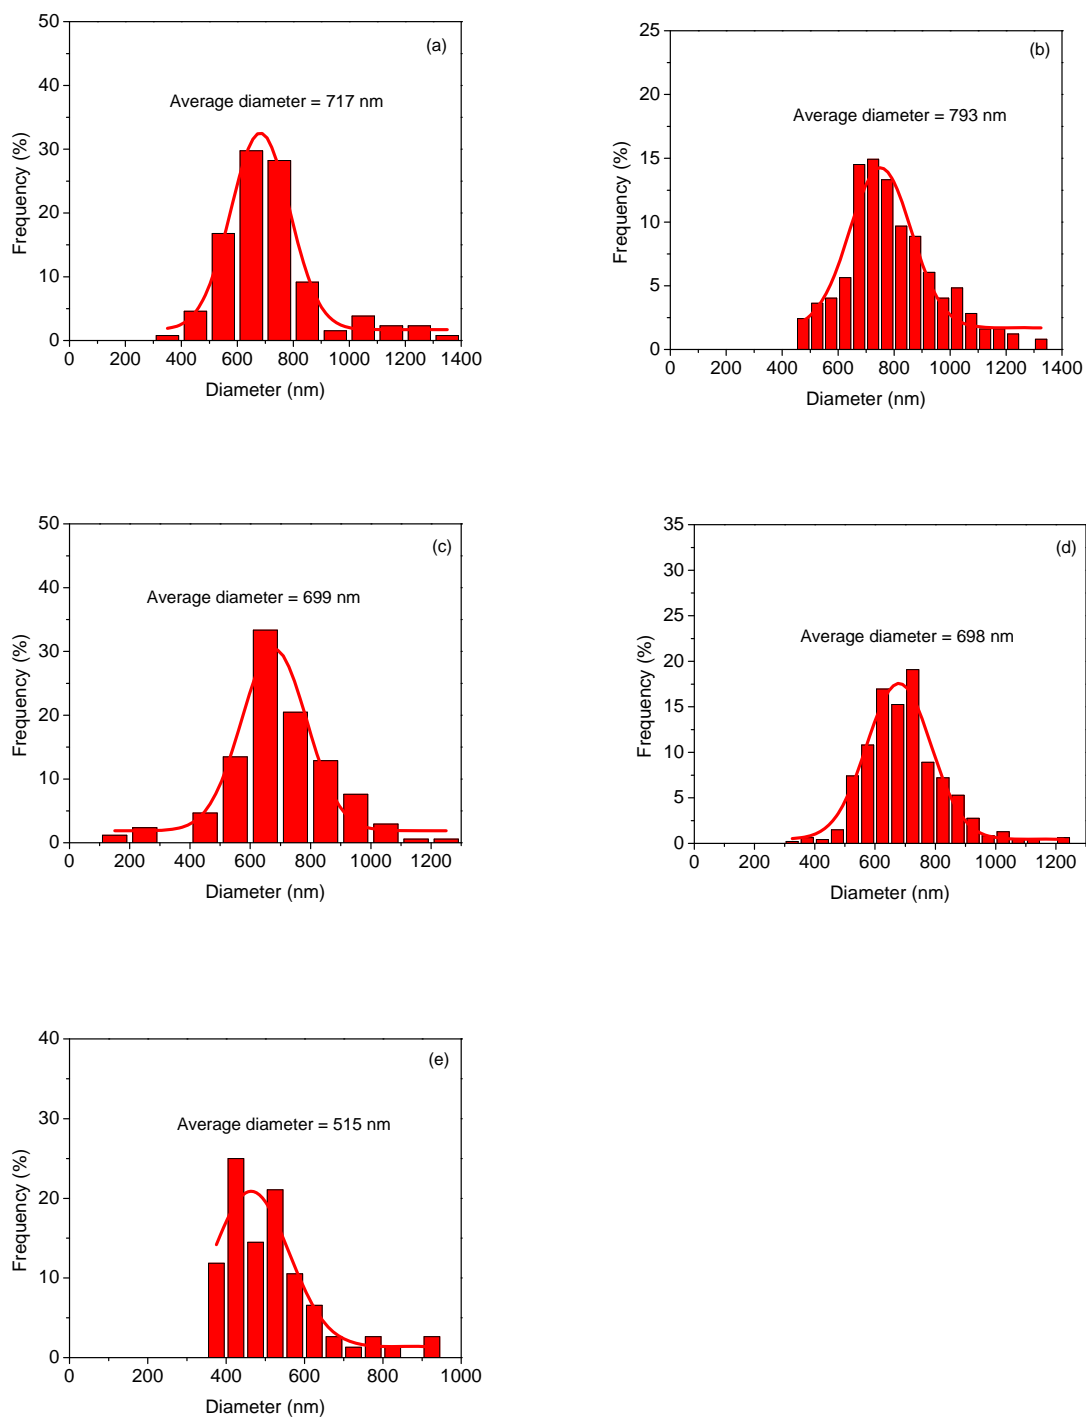 50
(a)
40
Average diameter = 717 nm
30
20
10
0
Frequency (%)
0 200 400 600 800 1000 1200 1400
Diameter (nm)
25
(b)
20
Average diameter = 793 nm
15
10
5
0
Frequency (%)
0 200 400 600 800 1000 1200 1400
Diameter (nm)
50
(c)
40
Average diameter = 699 nm
30
20
10
0
Frequency (%)
0 200 400 600 800 1000 1200
Diameter (nm)
35
(d)
30
25
Average diameter = 698 nm
20
15
10
5
0
Frequency (%)
0 200 400 600 800 1000 1200
Diameter (nm)
40
(e)
30
Average diameter = 515 nm
20
10
0
Frequency (%)
0 200 400 600 800 1000
Diameter (nm)